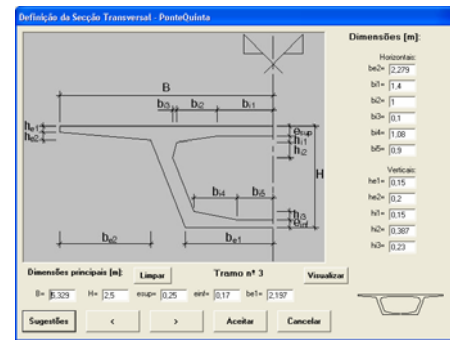 Definição da Secção Transversal - PonteQuinta
Dimensões [m]:
Horizontais:
be2= 2,279
bi1= 1,4
bi2= 1
bi3= 0,1
bi4= 1,08
bi5= 0,9
Verticais:
he1= 0,15
he2= 0,2
hi1= 0,15
hi2= 0,387
hi3= 0,23
B
bi3 bi2 bi1
he1
he2
esup
hi1
hi2
H
bi4 bi5
hi3
einf
be2 be1
Dimensões principais [m]: Limpar Tramo nº 3 Visualizar
B= 5,329 H= 2,5 esup= 0,25 einf= 0,17 be1= 2,197
Sugestões < > Aceitar Cancelar